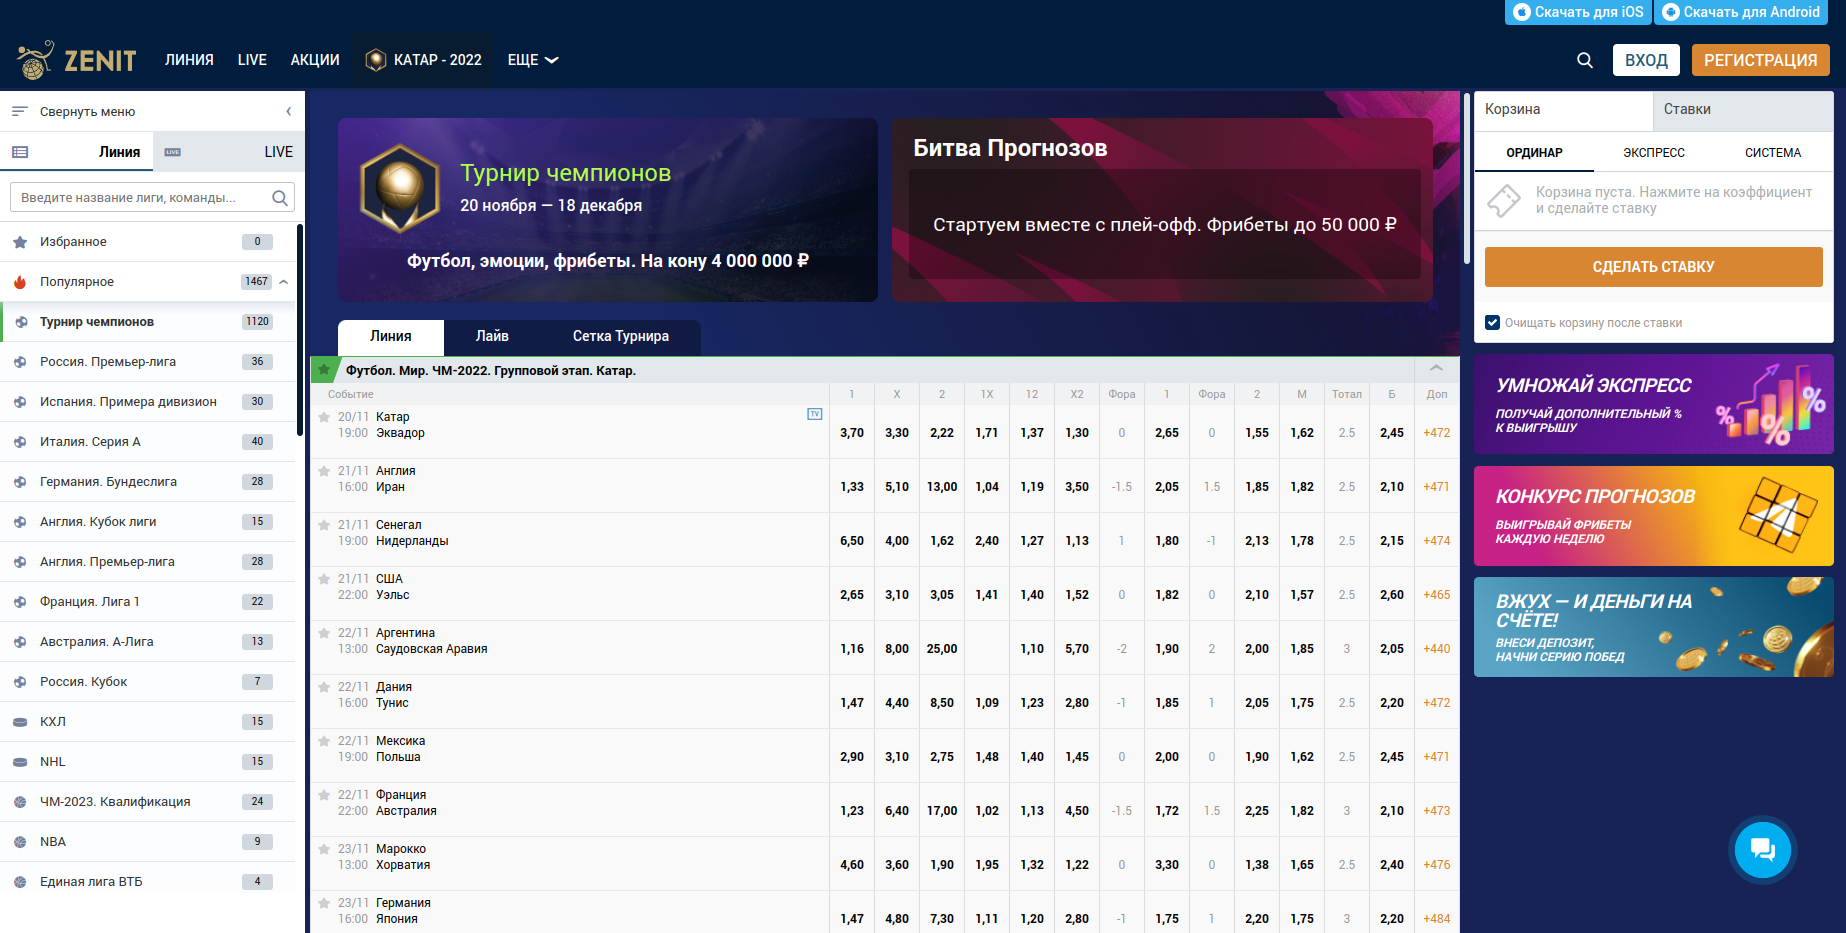 Скачать для iOS Скачать для Android
ZENIT ЛИНИЯ LIVE АКЦИИ КАТАР - 2022 ЕЩЕ ВХОД РЕГИСТРАЦИЯ
Свернуть меню
Линия LIVE LIVE
Введите название лиги, команды...
Избранное 0
Популярное 1467
Турнир чемпионов 1120
Россия. Премьер-лига 36
Испания. Примера дивизион 30
Италия. Серия А 40
Германия. Бундеслига 28
Англия. Кубок лиги 15
Англия. Премьер-лига 28
Франция. Лига 1 22
Австралия. А-Лига 13
Россия. Кубок 7
КХЛ 15
NHL 15
ЧМ-2023. Квалификация 24
NBA 9
Единая лига ВТБ 4
Турнир чемпионов
20 ноября — 18 декабря
Футбол, эмоции, фрибеты. На кону 4 000 000 ₽
Битва Прогнозов
Стартуем вместе с плей-офф. Фрибеты до 50 000 ₽
Линия Лайв Сетка Турнира
Футбол. Мир. ЧМ-2022. Групповой этап. Катар.
Событие 1 X 2 1X 12 X2 Фора 1 Фора 2 М Тотал Б Доп
20/11 Катар TV
19:00 Эквадор 3,70 3,30 2,22 1,71 1,37 1,30 0 2,65 0 1,55 1,62 2.5 2,45 +472
21/11 Англия
16:00 Иран 1,33 5,10 13,00 1,04 1,19 3,50 -1.5 2,05 1.5 1,85 1,82 2.5 2,10 +471
21/11 Сенегал
19:00 Нидерланды 6,50 4,00 1,62 2,40 1,27 1,13 1 1,80 -1 2,13 1,78 2.5 2,15 +474
21/11 США
22:00 Уэльс 2,65 3,10 3,05 1,41 1,40 1,52 0 1,82 0 2,10 1,57 2.5 2,60 +465
22/11 Аргентина
13:00 Саудовская Аравия 1,16 8,00 25,00 1,10 5,70 -2 1,90 2 2,00 1,85 3 2,05 +440
22/11 Дания
16:00 Тунис 1,47 4,40 8,50 1,09 1,23 2,80 -1 1,85 1 2,05 1,75 2.5 2,20 +472
22/11 Мексика
19:00 Польша 2,90 3,10 2,75 1,48 1,40 1,45 0 2,00 0 1,90 1,62 2.5 2,45 +471
22/11 Франция
22:00 Австралия 1,23 6,40 17,00 1,02 1,13 4,50 -1.5 1,72 1.5 2,25 1,82 3 2,10 +473
23/11 Марокко
13:00 Хорватия 4,60 3,60 1,90 1,95 1,32 1,22 0 3,30 0 1,38 1,65 2.5 2,40 +476
23/11 Германия
16:00 Япония 1,47 4,80 7,30 1,11 1,20 2,80 -1 1,75 1 2,20 1,75 3 2,20 +484
Корзина Ставки
ОРДИНАР ЭКСПРЕСС СИСТЕМА
Корзина пуста. Нажмите на коэффициент
и сделайте ставку
СДЕЛАТЬ СТАВКУ
Очищать корзину после ставки
УМНОЖАЙ ЭКСПРЕСС
ПОЛУЧАЙ ДОПОЛНИТЕЛЬНЫЙ %
К ВЫИГРЫШУ
% % %
КОНКУРС ПРОГНОЗОВ
ВЫИГРЫВАЙ ФРИБЕТЫ
КАЖДУЮ НЕДЕЛЮ
ВЖУХ — И ДЕНЬГИ НА
СЧЁТЕ!
ВНЕСИ ДЕПОЗИТ,
НАЧНИ СЕРИЮ ПОБЕД